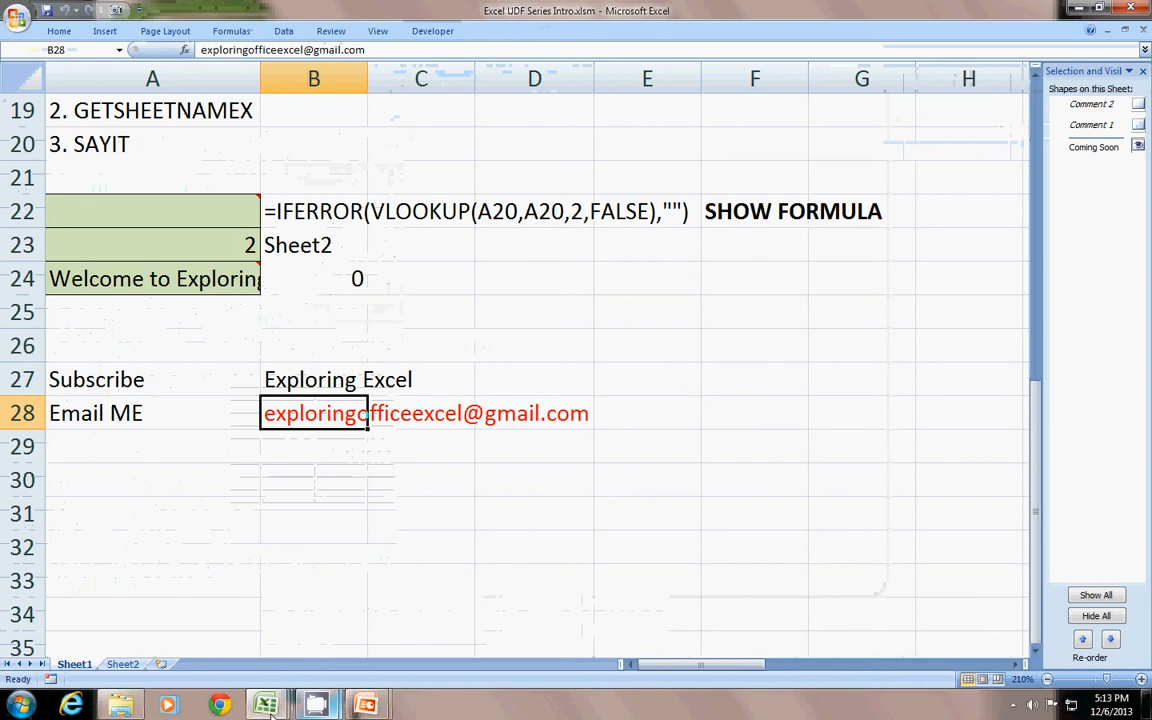 Excel UDF Series Intro.xlsm - Microsoft Excel
Home Insert Page Layout Formulas Data Review View Developer
B28 fx exploringofficeexcel@gmail.com
A B C D E F G H
19 2. GETSHEETNAMEX
20 3. SAYIT
21
22 =IFERROR(VLOOKUP(A20,A20,2,FALSE),"") SHOW FORMULA
23 2 Sheet2
24 Welcome to Exploring 0
25
26
27 Subscribe Exploring Excel
28 Email ME exploringofficeexcel@gmail.com
29
30
31
32
33
34
35
Selection and Visi
Shapes on this Sheet:
Comment 2
Comment 1
Coming Soon
Show All
Hide All
Re-order
Sheet1 Sheet2
Ready 210%
5:13 PM
12/6/2013